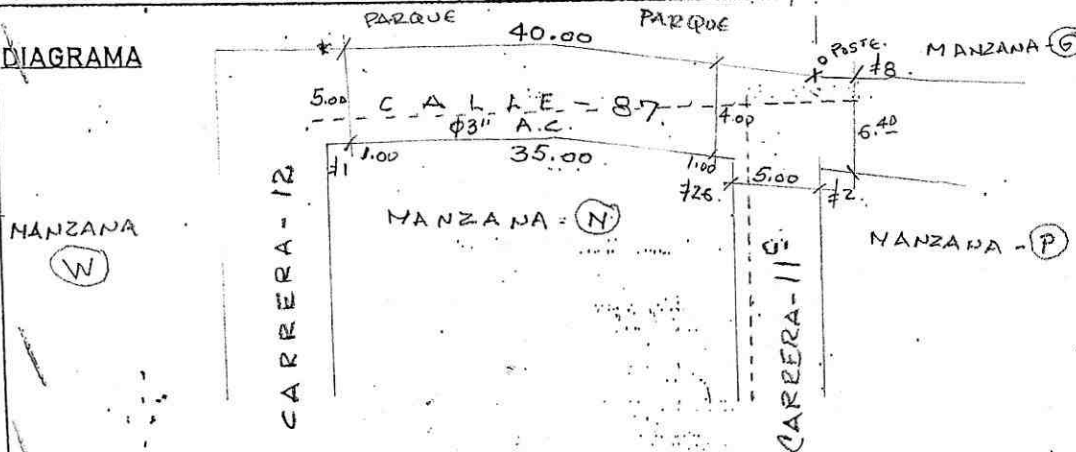 DIAGRAMA
PARQUE
PARQUE
40.00
POSTE.
MANZANA-G
#8
5.00
CALLE-87
4.00
Φ3" A.C.
6.40
#1
1.00
35.00
1.00
#26.
5.00
#2
MANZANA
W
MANZANA = N
MANZANA - P
CARRERA-12
CARRERA-11